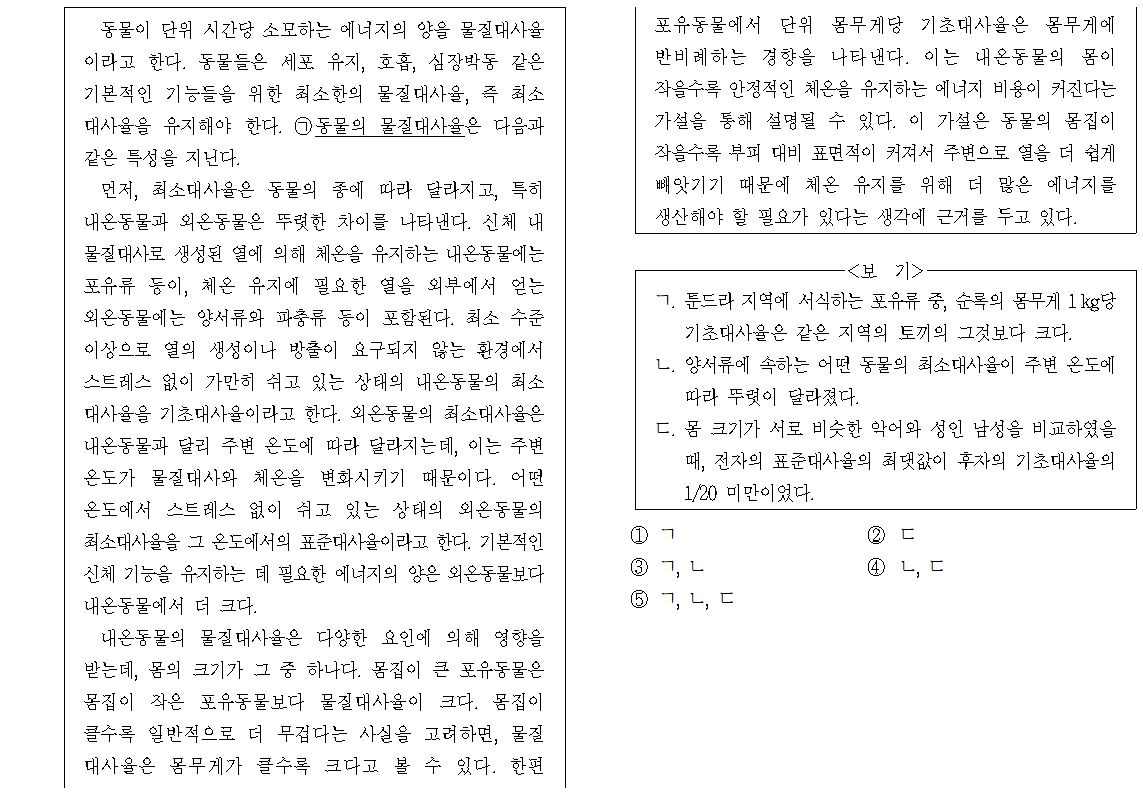 동물이 단위 시간당 소모하는 에너지의 양을 물질대사율
이라고 한다. 동물들은 세포 유지, 호흡, 심장박동 같은
기본적인 기능들을 위한 최소한의 물질대사율, 즉 최소
대사율을 유지해야 한다. ㉠동물의 물질대사율은 다음과
같은 특성을 지닌다.
먼저, 최소대사율은 동물의 종에 따라 달라지고, 특히
내온동물과 외온동물은 뚜렷한 차이를 나타낸다. 신체 내
물질대사로 생성된 열에 의해 체온을 유지하는 내온동물에는
포유류 등이, 체온 유지에 필요한 열을 외부에서 얻는
외온동물에는 양서류와 파충류 등이 포함된다. 최소 수준
이상으로 열의 생성이나 방출이 요구되지 않는 환경에서
스트레스 없이 가만히 쉬고 있는 상태의 내온동물의 최소
대사율을 기초대사율이라고 한다. 외온동물의 최소대사율은
내온동물과 달리 주변 온도에 따라 달라지는데, 이는 주변
온도가 물질대사와 체온을 변화시키기 때문이다. 어떤
온도에서 스트레스 없이 쉬고 있는 상태의 외온동물의
최소대사율을 그 온도에서의 표준대사율이라고 한다. 기본적인
신체 기능을 유지하는 데 필요한 에너지의 양은 외온동물보다
내온동물에서 더 크다.
내온동물의 물질대사율은 다양한 요인에 의해 영향을
받는데, 몸의 크기가 그 중 하나다. 몸집이 큰 포유동물은
몸집이 작은 포유동물보다 물질대사율이 크다. 몸집이
클수록 일반적으로 더 무겁다는 사실을 고려하면, 물질
대사율은 몸무게가 클수록 크다고 볼 수 있다. 한편
포유동물에서 단위 몸무게당 기초대사율은 몸무게에
반비례하는 경향을 나타낸다. 이는 내온동물의 몸이
작을수록 안정적인 체온을 유지하는 에너지 비용이 커진다는
가설을 통해 설명될 수 있다. 이 가설은 동물의 몸집이
작을수록 부피 대비 표면적이 커져서 주변으로 열을 더 쉽게
빼앗기기 때문에 체온 유지를 위해 더 많은 에너지를
생산해야 할 필요가 있다는 생각에 근거를 두고 있다.
<보 기>
ㄱ. 툰드라 지역에 서식하는 포유류 중, 순록의 몸무게 1kg당
기초대사율은 같은 지역의 토끼의 그것보다 크다.
ㄴ. 양서류에 속하는 어떤 동물의 최소대사율이 주변 온도에
따라 뚜렷이 달라졌다.
ㄷ. 몸 크기가 서로 비슷한 악어와 성인 남성을 비교하였을
때, 전자의 표준대사율의 최댓값이 후자의 기초대사율의
1/20 미만이었다.
① ㄱ ② ㄷ
③ ㄱ, ㄴ ④ ㄴ, ㄷ
⑤ ㄱ, ㄴ, ㄷ